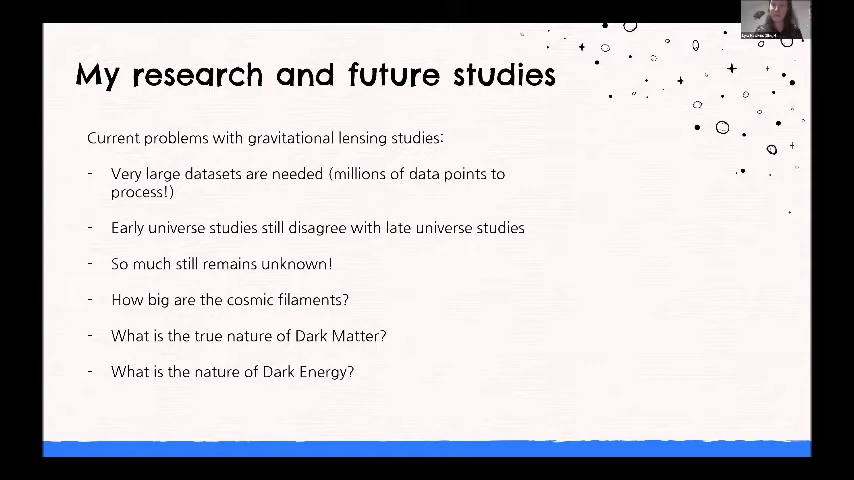 My research and future studies
Current problems with gravitational lensing studies:
- Very large datasets are needed (millions of data points to
process!)
- Early universe studies still disagree with late universe studies
- So much still remains unknown!
- How big are the cosmic filaments?
- What is the true nature of Dark Matter?
- What is the nature of Dark Energy?